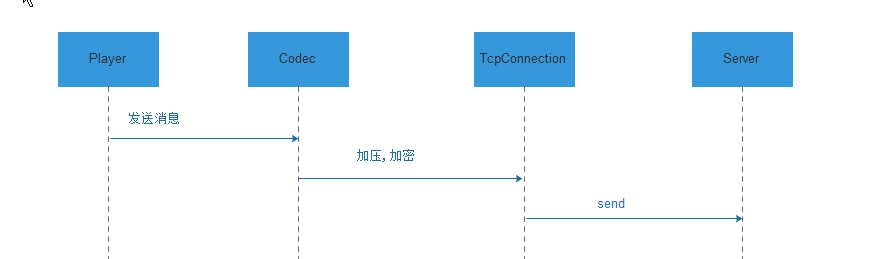 Player
Codec
TcpConnection
Server
发送消息
加压,加密
send